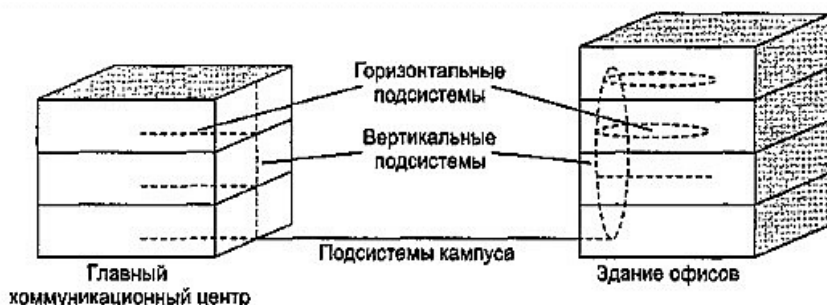 Горизонтальные
подсистемы
Вертикальные
подсистемы
Подсистемы кампуса
Главный
коммуникационный центр
Здание офисов